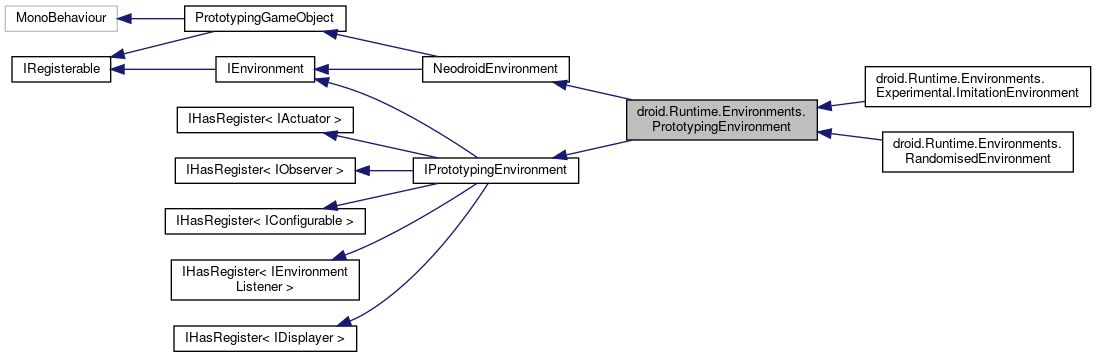 MonoBehaviour
PrototypingGameObject
IRegisterable
IEnvironment
NeodroidEnvironment
droid.Runtime.Environments.
Experimental.ImitationEnvironment
droid.Runtime.Environments.
PrototypingEnvironment
IHasRegister< IActuator >
droid.Runtime.Environments.
RandomisedEnvironment
IHasRegister< IObserver >
IPrototypingEnvironment
IHasRegister< IConfigurable >
IHasRegister< IEnvironment
Listener >
IHasRegister< IDisplayer >